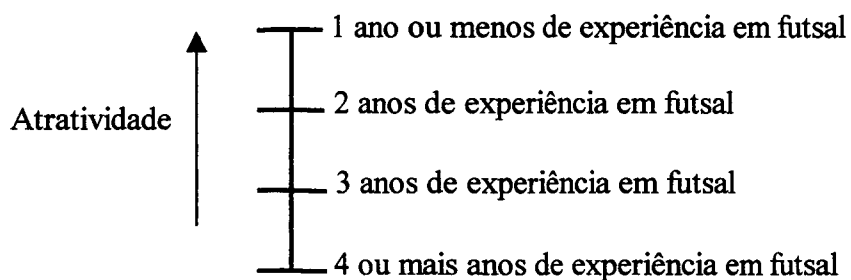 1 ano ou menos de experiência em futsal
Atratividade
2 anos de experiência em futsal
3 anos de experiência em futsal
4 ou mais anos de experiência em futsal